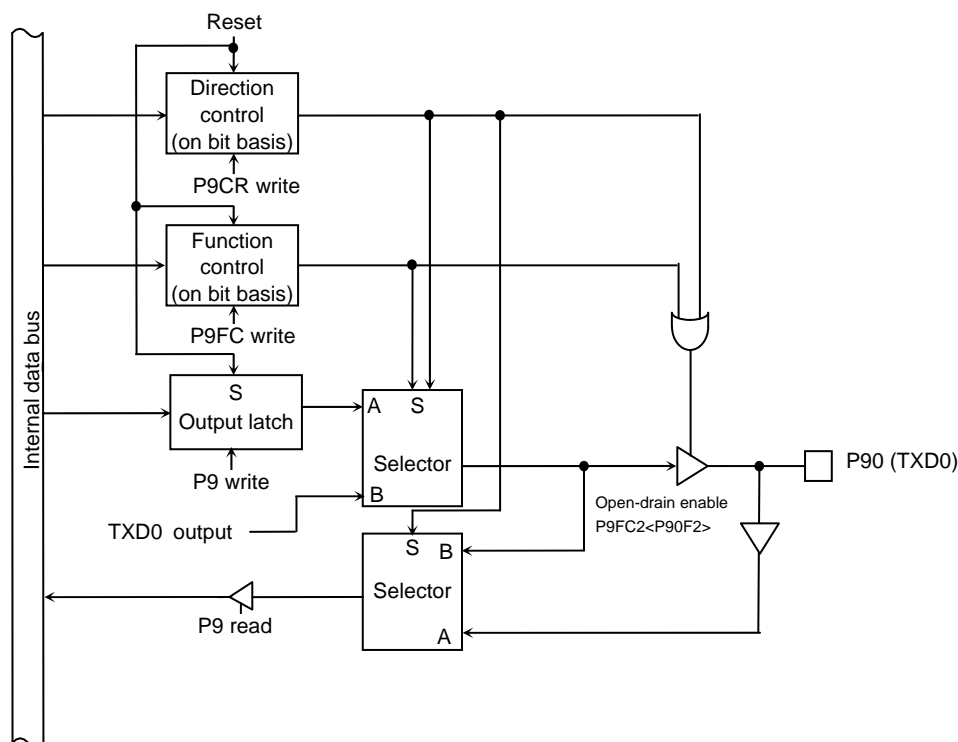 Reset
Direction
control
(on bit basis)
P9CR write
Function
control
(on bit basis)
P9FC write
Internal data bus
S
Output latch
P9 write
A S
Selector
B
TXD0 output
P90 (TXD0)
Open-drain enable
P9FC2<P90F2>
S B
Selector
A
P9 read